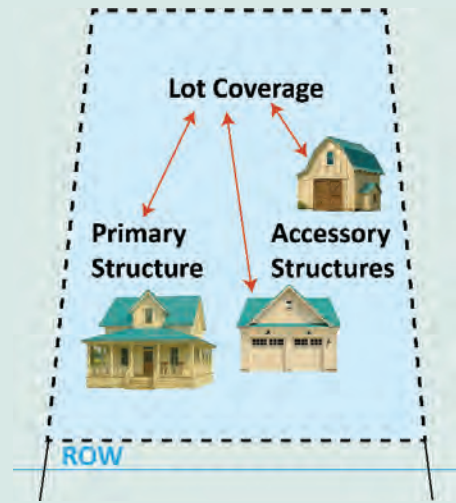 Lot Coverage
Primary
Structure
Accessory
Structures
ROW